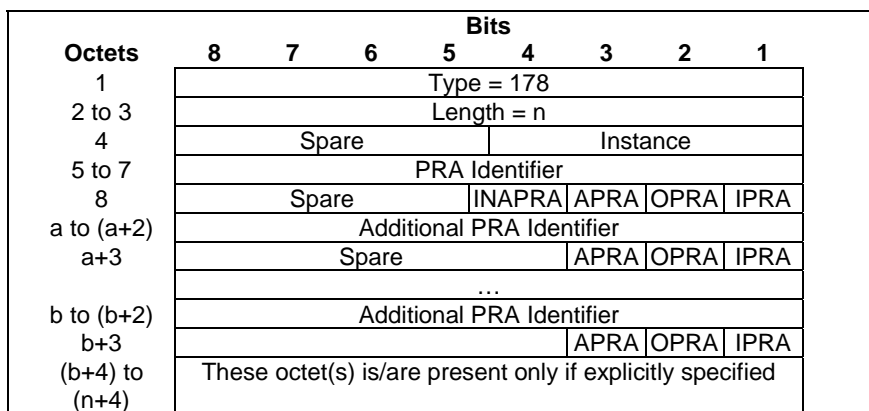 Bits
Octets 8 7 6 5 4 3 2 1
1 Type = 178
2 to 3 Length = n
4 Spare Instance
5 to 7 PRA Identifier
8 Spare INAPRA APRA OPRA IPRA
a to (a+2) Additional PRA Identifier
a+3 Spare APRA OPRA IPRA
…
b to (b+2) Additional PRA Identifier
b+3 APRA OPRA IPRA
(b+4) to These octet(s) is/are present only if explicitly specified
(n+4)